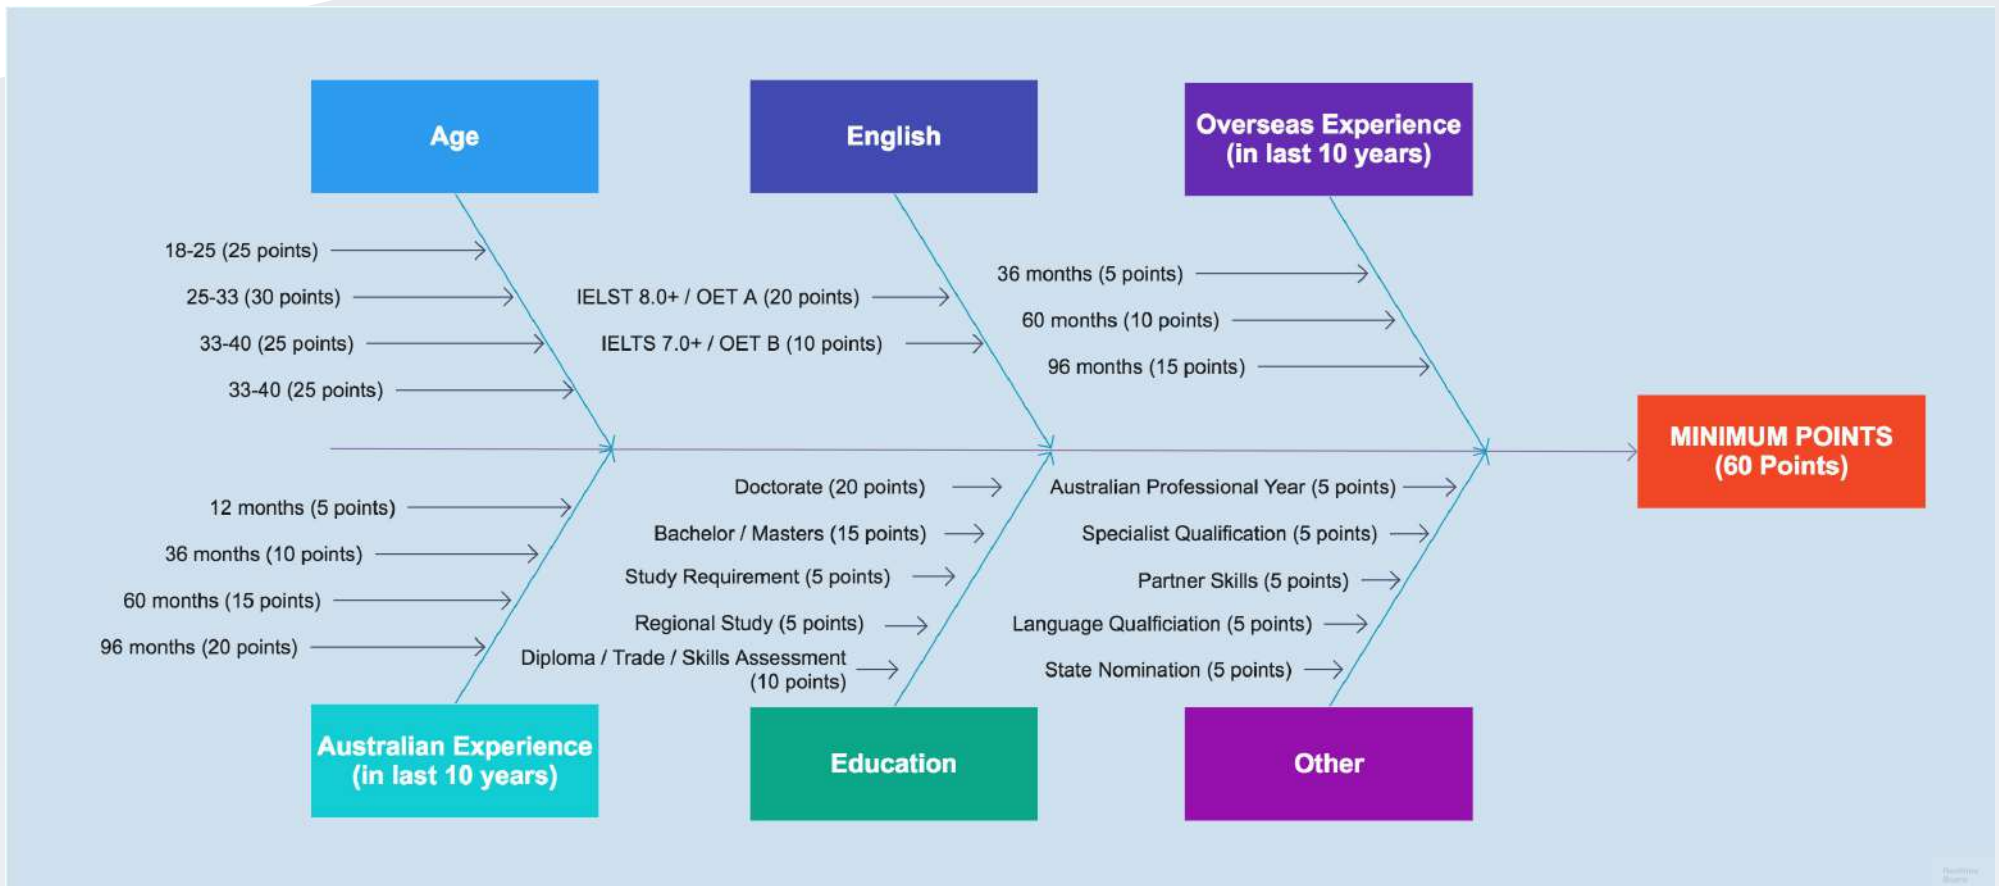 Age
English
Overseas Experience
(in last 10 years)
18-25 (25 points)
25-33 (30 points)
33-40 (25 points)
33-40 (25 points)
IELST 8.0+ / OET A (20 points)
IELTS 7.0+ / OET B (10 points)
36 months (5 points)
60 months (10 points)
96 months (15 points)
MINIMUM POINTS
(60 Points)
12 months (5 points)
36 months (10 points)
60 months (15 points)
96 months (20 points)
Doctorate (20 points)
Bachelor / Masters (15 points)
Study Requirement (5 points)
Regional Study (5 points)
Diploma / Trade / Skills Assessment
(10 points)
Australian Professional Year (5 points)
Specialist Qualification (5 points)
Partner Skills (5 points)
Language Qualficiation (5 points)
State Nomination (5 points)
Australian Experience
(in last 10 years)
Education
Other